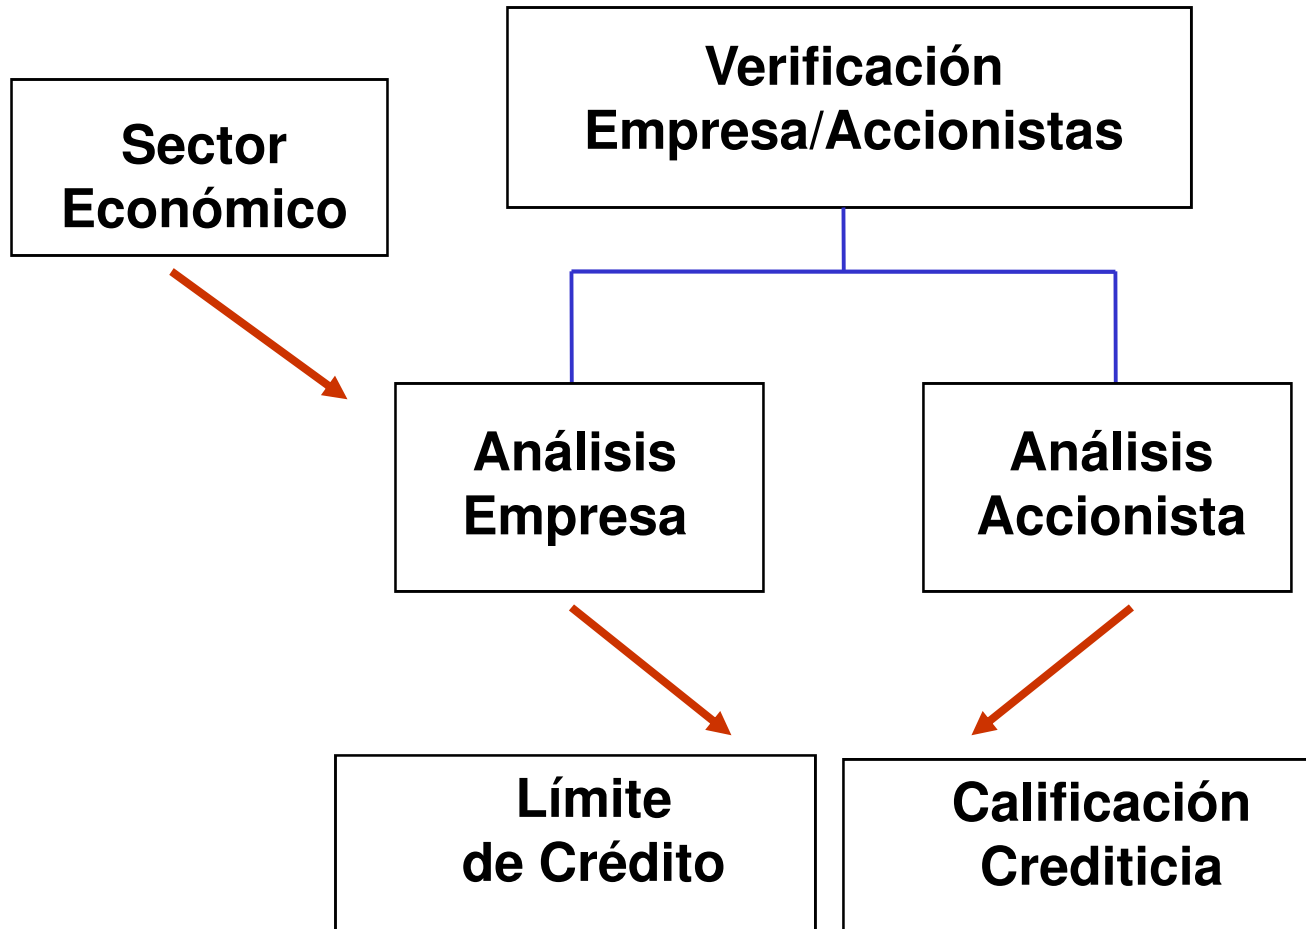 Verificación
Empresa/Accionistas
Sector
Económico
Análisis
Empresa
Análisis
Accionista
Límite
de Crédito
Calificación
Crediticia